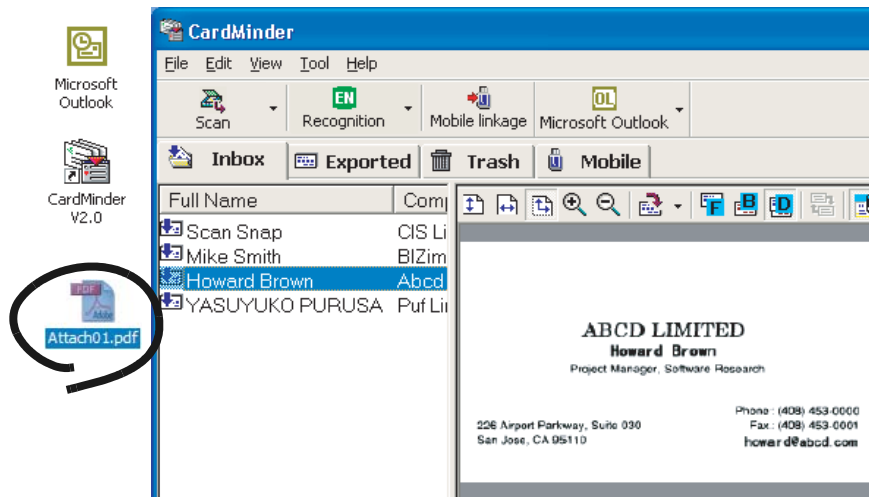 Microsoft
Outlook
CardMinder
V2.0
PDF
Adobe
Attach01.pdf
CardMinder
File Edit View Tool Help
EN
OL
Scan Recognition Mobile linkage Microsoft Outlook
Inbox Exported Trash Mobile
Full Name Com
F B D
Scan Snap CIS Li
Mike Smith BIZim
Howard Brown Abcd
YASUYUKO PURUSA Puf Lir
ABCD LIMITED
Howard Brown
Project Manager, Software Research
Phone : (408) 453-0000
226 Airport Parkway, Suite 030 Fax.: (408) 453-0001
San Jose, CA 95110 howard@abcd.com